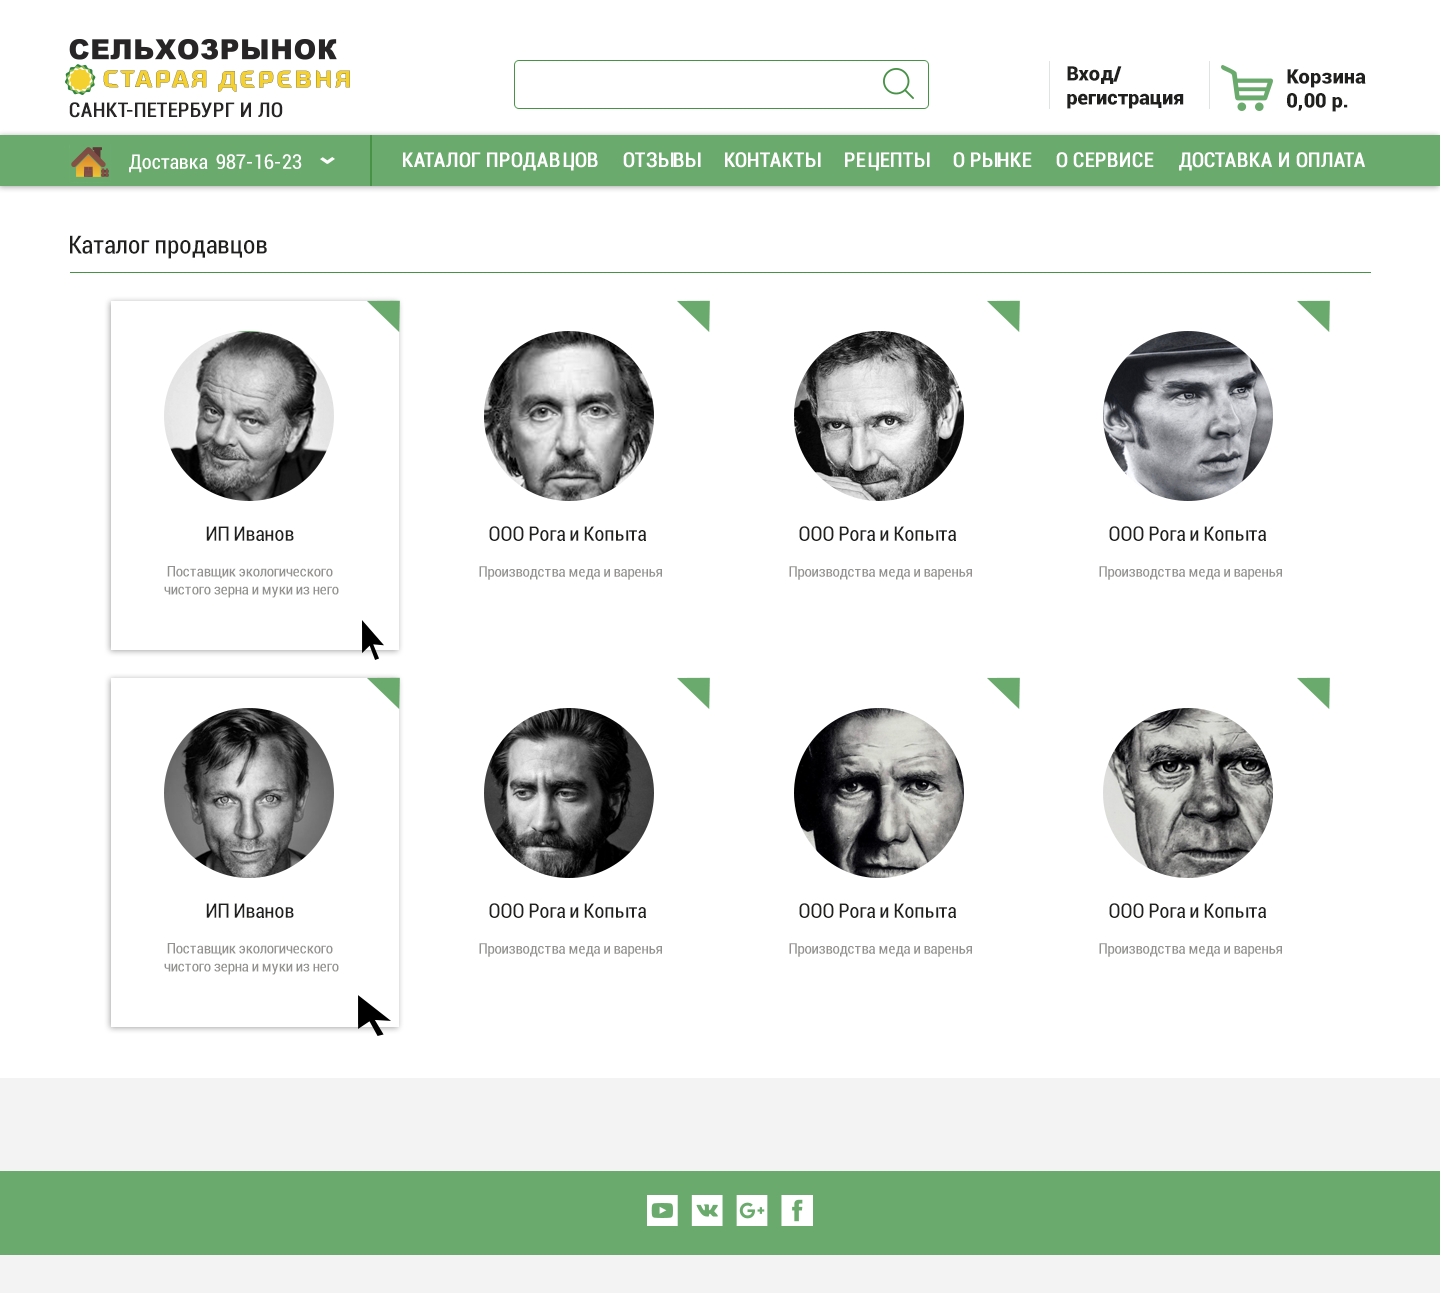 СЕЛЬХОЗРЫНОК
СТАРАЯ ДЕРЕВНЯ
САНКТ-ПЕТЕРБУРГ И ЛО
Вход/
регистрация
Корзина
0,00 р.
Доставка 987-16-23
КАТАЛОГ ПРОДАВЦОВ ОТЗЫВЫ КОНТАКТЫ РЕЦЕПТЫ О РЫНКЕ О СЕРВИСЕ ДОСТАВКА И ОПЛАТА
Каталог продавцов
ИП Иванов
Поставщик экологического
чистого зерна и муки из него
ООО Рога и Копыта
Производства меда и варенья
ООО Рога и Копыта
Производства меда и варенья
ООО Рога и Копыта
Производства меда и варенья
ИП Иванов
Поставщик экологического
чистого зерна и муки из него
ООО Рога и Копыта
Производства меда и варенья
ООО Рога и Копыта
Производства меда и варенья
ООО Рога и Копыта
Производства меда и варенья